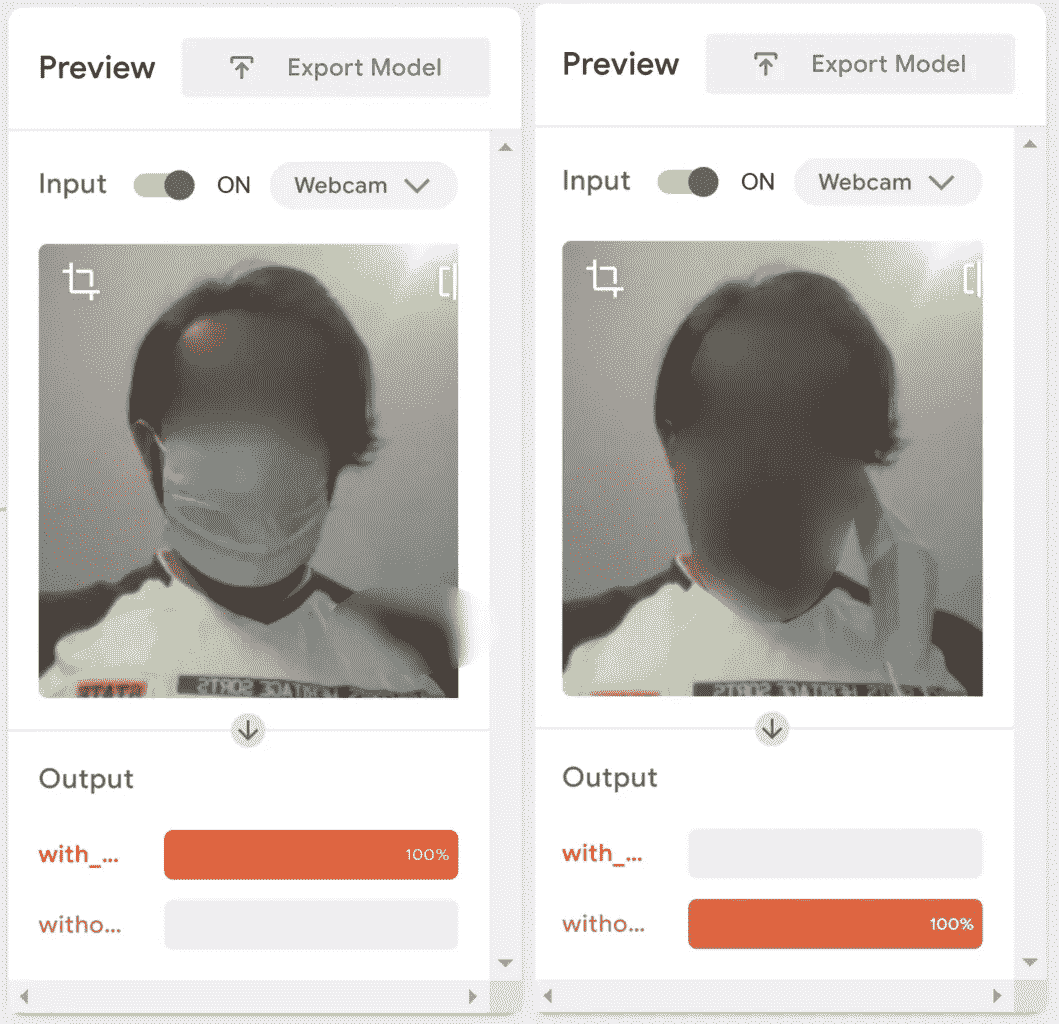 Preview
Export Model
Input
ON
Webcam
Output
with_...
100%
witho...
Preview
Export Model
Input
ON
Webcam
Output
with_...
witho...
100%